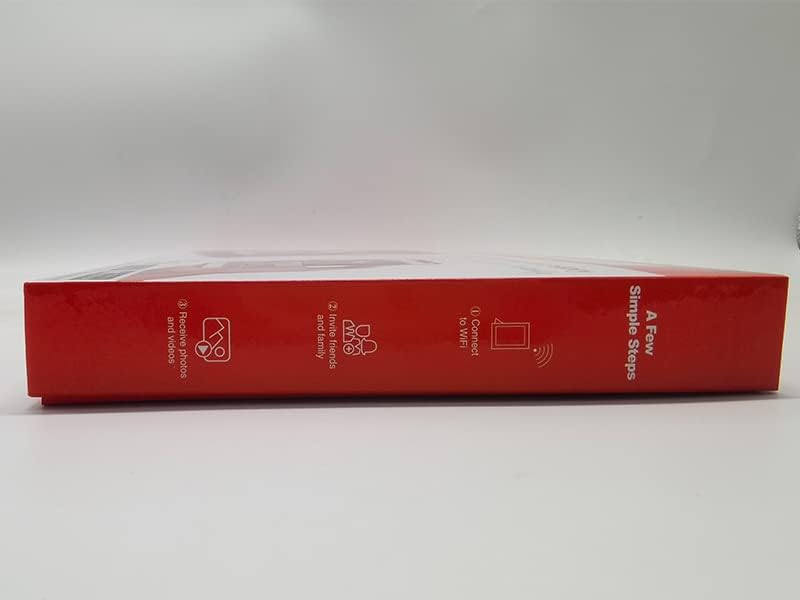 A Few
Simple Steps
① Connect
to WiFi
② Invite friends
and family
③ Receive photos
and videos